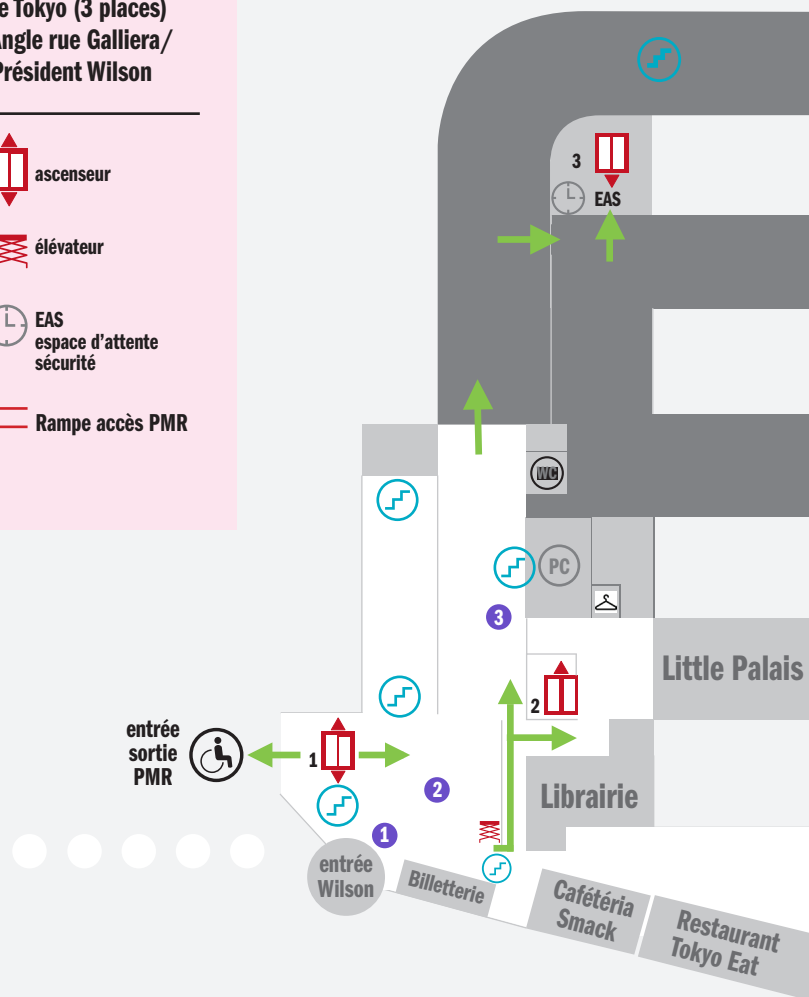 e Tokyo (3 places)
Angle rue Galliera/
Président Wilson
ascenseur
élévateur
EAS
espace d'attente
sécurité
Rampe accès PMR
3
EAS
WC
PC
3
Little Palais
2
entrée
sortie
PMR
1
2
Librairie
1
entrée
Wilson
Billetterie
Cafétéria
Smack
Restaurant
Tokyo Eat